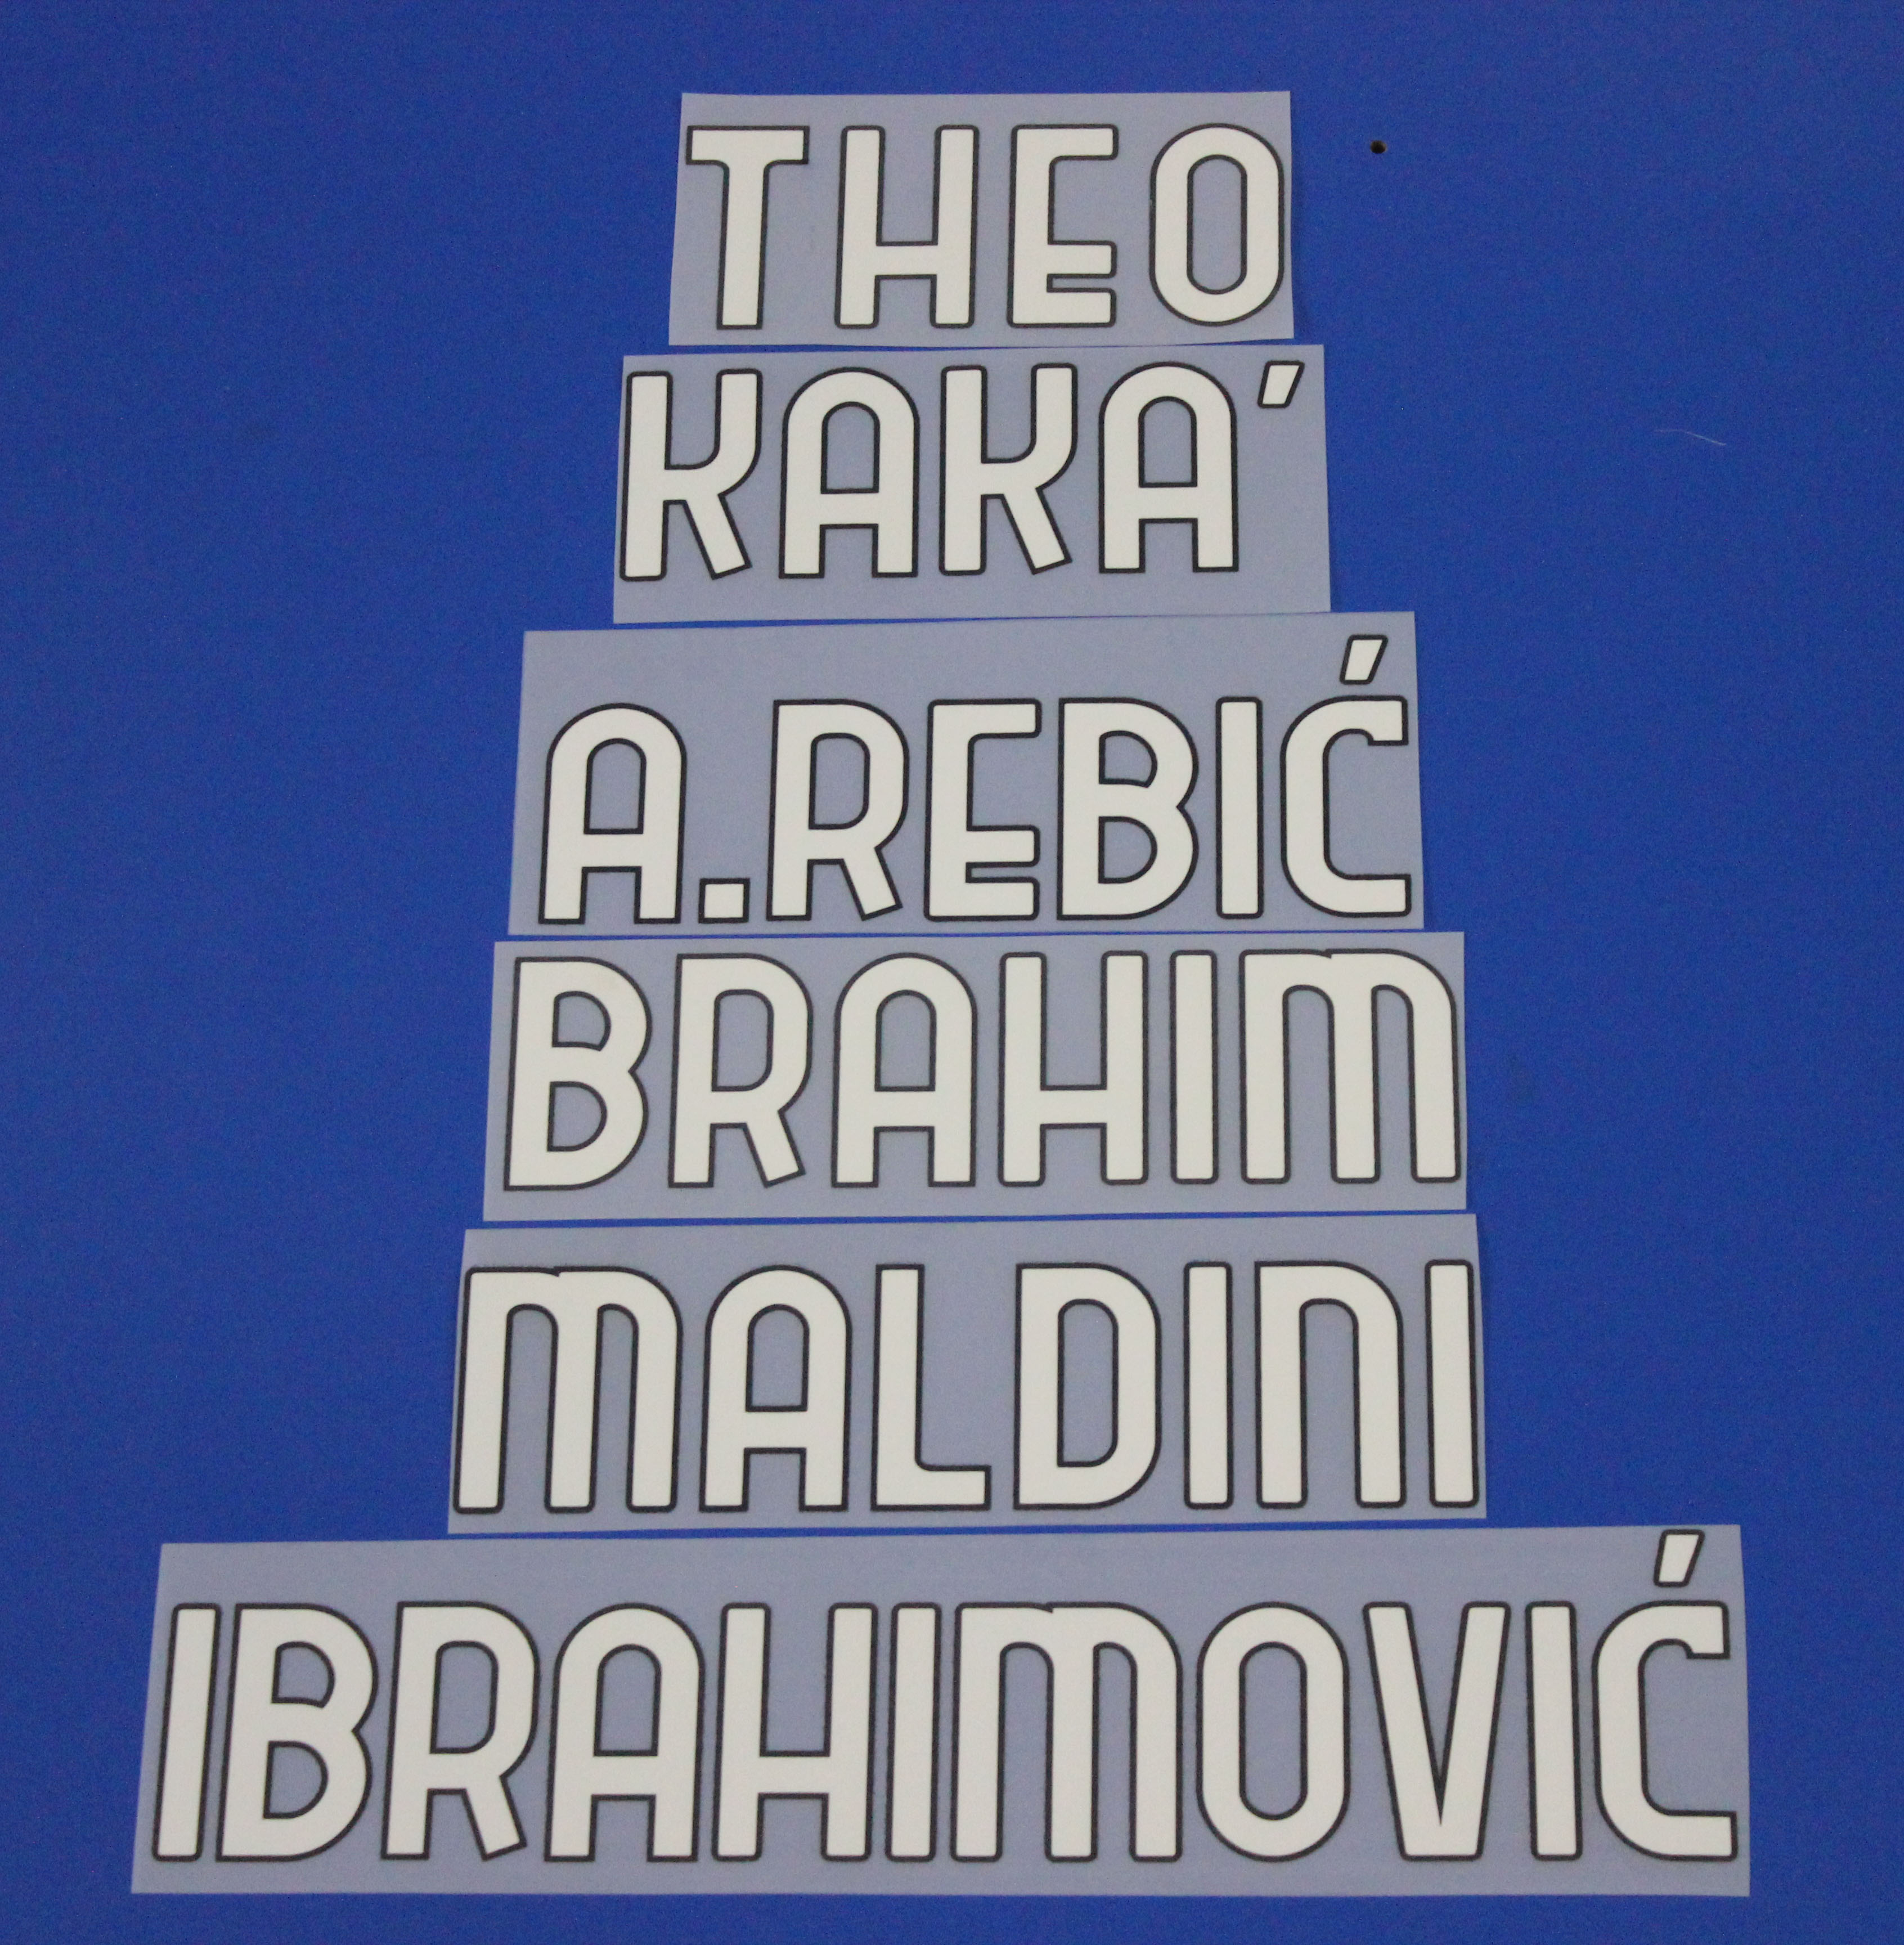 THEO
KAKA'
A.REBIĆ
BRAHIM
MALDINI
IBRAHIMOVIĆ